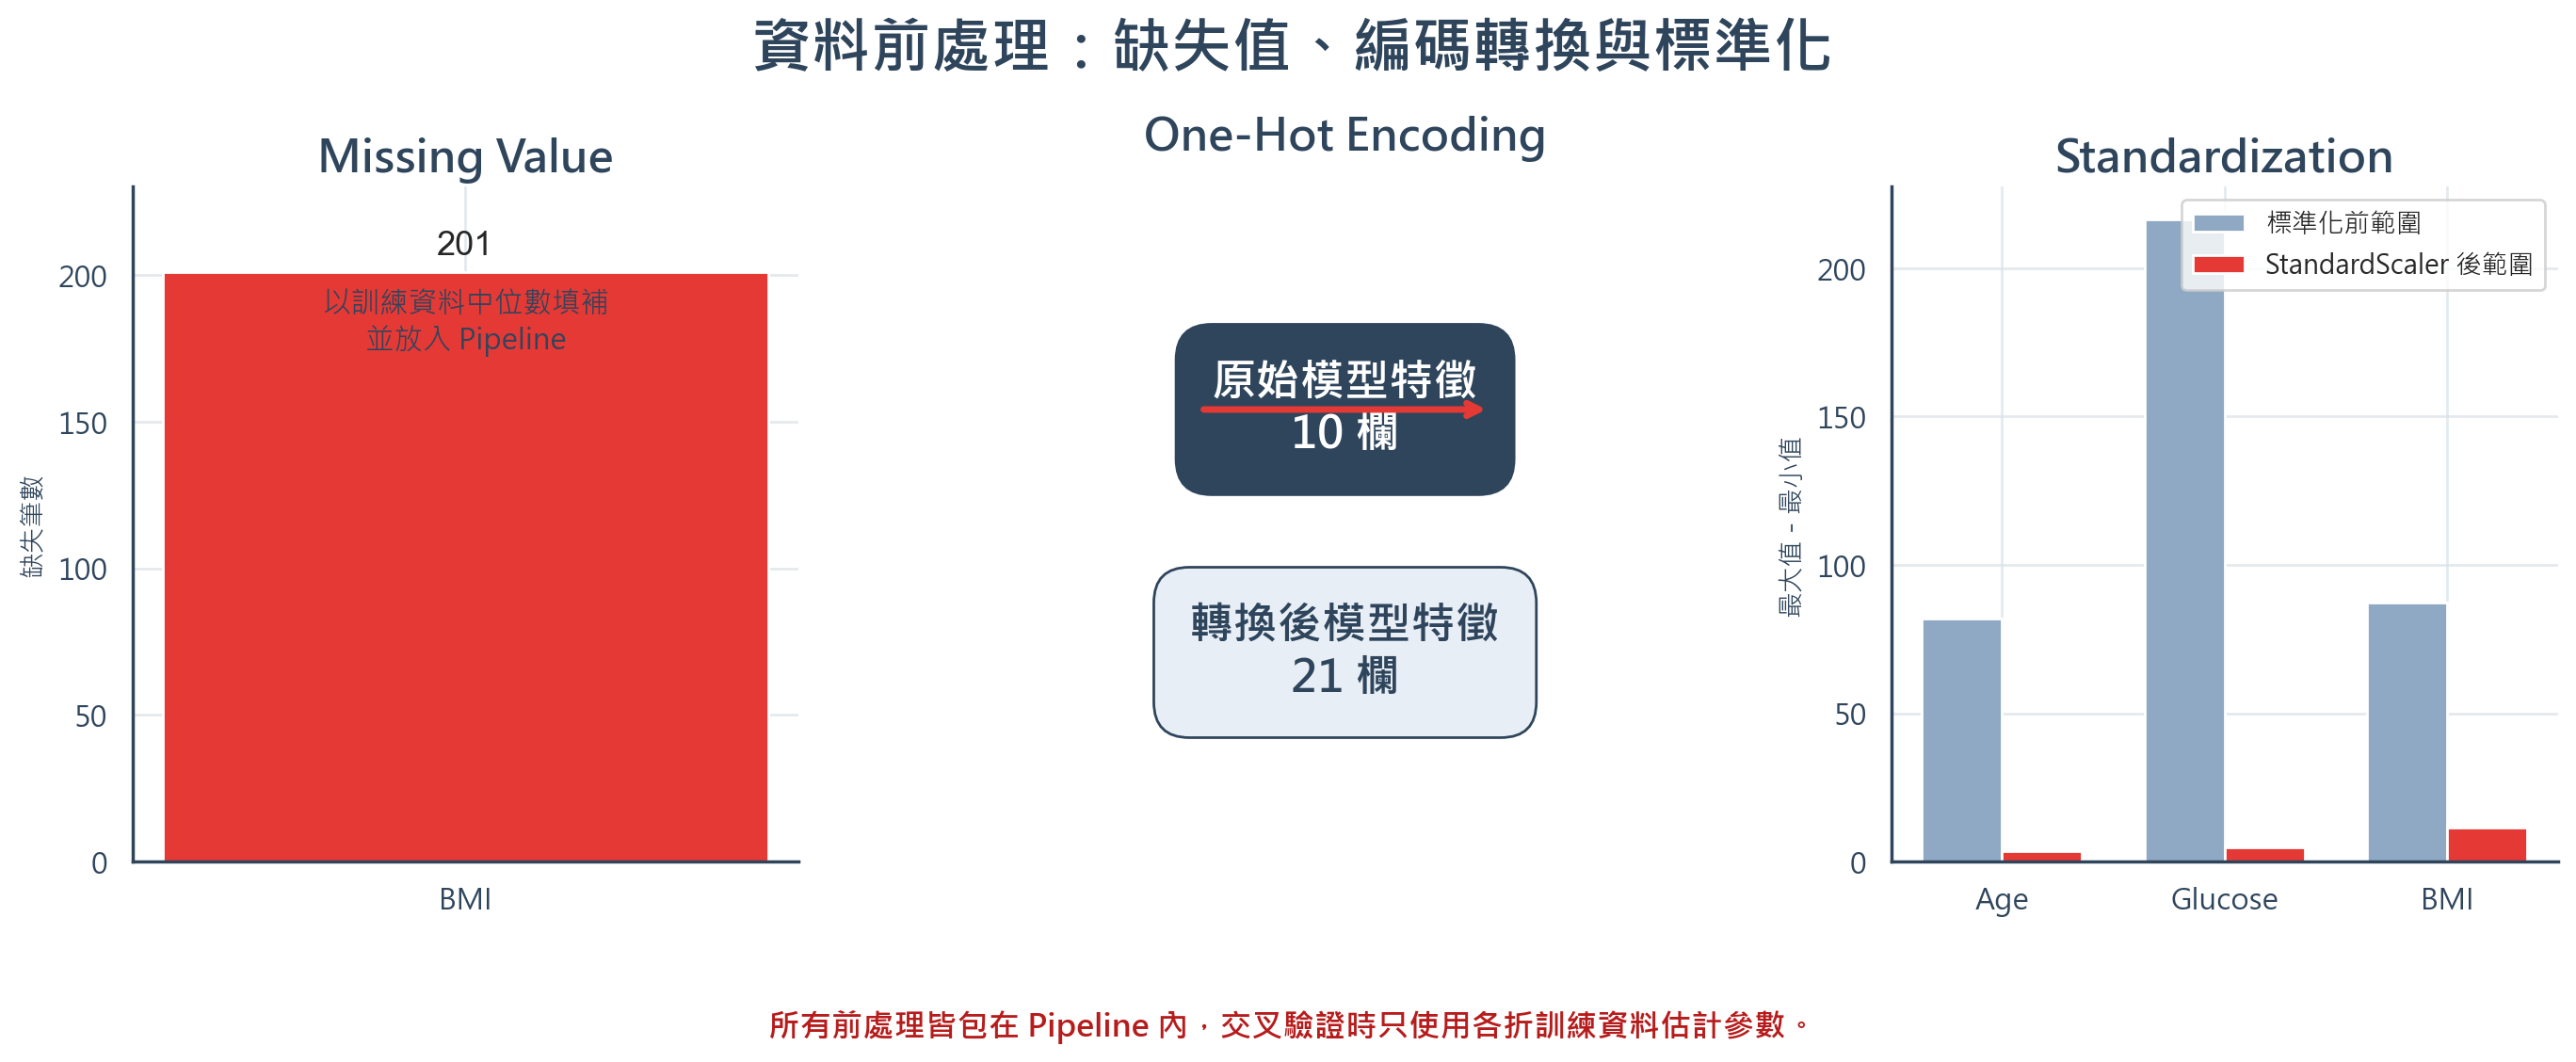 資料前處理：缺失值、編碼轉換與標準化
Missing Value
201
以訓練資料中位數填補
並放入 Pipeline
缺失筆數
200
150
100
50
0
BMI
One-Hot Encoding
原始模型特徵
10 欄
轉換後模型特徵
21 欄
Standardization
標準化前範圍
StandardScaler 後範圍
最大值 - 最小值
200
150
100
50
0
Age
Glucose
BMI
所有前處理皆包在 Pipeline 內，交叉驗證時只使用各折訓練資料估計參數。